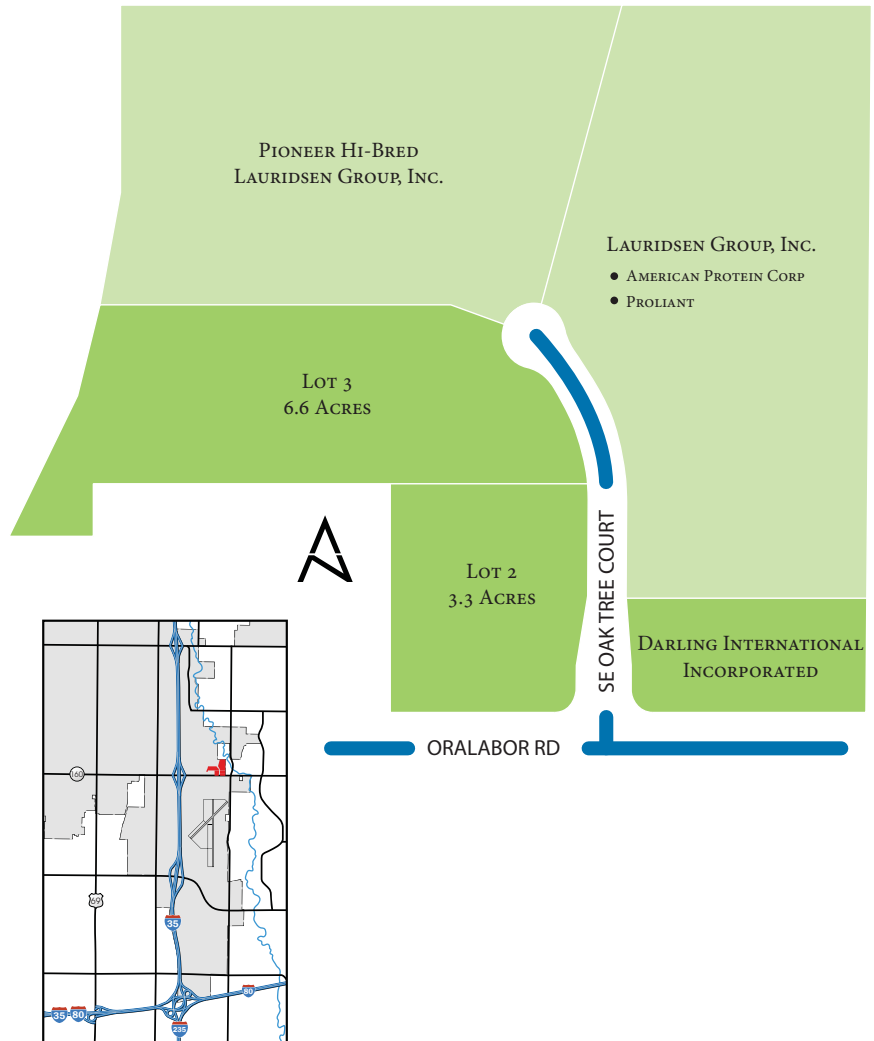 Pioneer Hi-Bred
Lauridsen Group, Inc.
Lauridsen Group, Inc.
• American Protein Corp
• Proliant
Lot 3
6.6 Acres
Lot 2
3.3 Acres
SE OAK TREE COURT
Darling International
Incorporated
ORALABOR RD
160
69
35
80
35
80
235